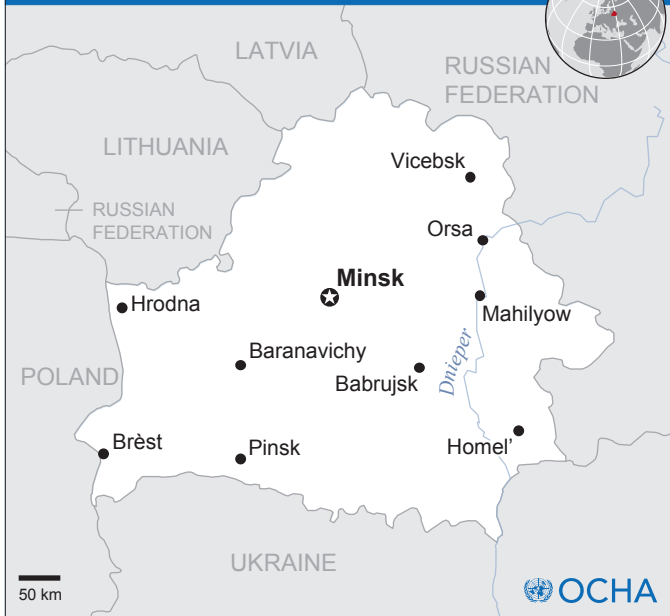 LATVIA
RUSSIAN
FEDERATION
LITHUANIA
Vicebsk
RUSSIAN
FEDERATION
Orsa
Minsk
Hrodna
Mahilyow
Baranavichy
Dnieper
POLAND
Babrujsk
Brèst
Pinsk
Homel’
UKRAINE
50 km
OCHA